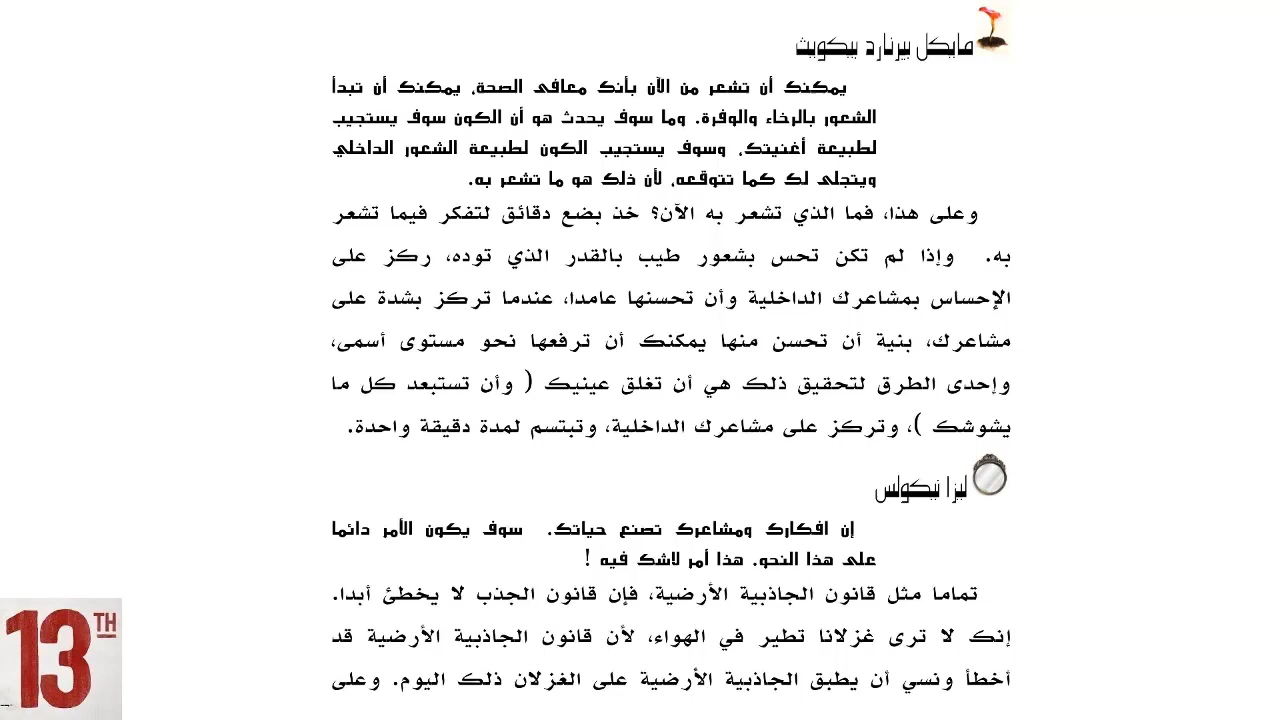 مايكل بيرنارد بيكويث
يمكنك أن تشعر من الآن بأنك معافى الصحة، يمكنك أن تبدأ
الشعور بالرخاء والوفرة. وما سوف يحدث هو أن الكون سوف يستجيب
لطبيعة أغنيتك، وسوف يستجيب الكون لطبيعة الشعور الداخلي
ويتجلى لك كما تتوقعه، لأن ذلك هو ما تشعر به.
وعلى هذا، فما الذي تشعر به الآن؟ خذ بضع دقائق لتفكر فيما تشعر
به. وإذا لم تكن تحس بشعور طيب بالقدر الذي توده، ركز على
الإحساس بمشاعرك الداخلية وأن تحسنها عامدا، عندما تركز بشدة على
مشاعرك، بنية أن تحسن منها يمكنك أن ترفعها نحو مستوى أسمى،
وإحدى الطرق لتحقيق ذلك هي أن تغلق عينيك ( وأن تستبعد كل ما
يشوشك )، وتركز على مشاعرك الداخلية، وتبتسم لمدة دقيقة واحدة.
ليزا نيكولس
إن افكارك ومشاعرك تصنع حياتك. سوف يكون الأمر دائما
على هذا النحو. هذا أمر لاشك فيه !
تماما مثل قانون الجاذبية الأرضية، فإن قانون الجذب لا يخطئ أبدا.
إنك لا ترى غزلانا تطير في الهواء، لأن قانون الجاذبية الأرضية قد
أخطأ ونسي أن يطبق الجاذبية الأرضية على الغزلان ذلك اليوم. وعلى
13TH